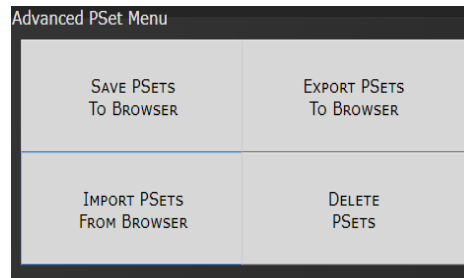 Advanced PSet Menu
Save PSets
To Browser
Export PSets
To Browser
Import PSets
From Browser
Delete
PSets